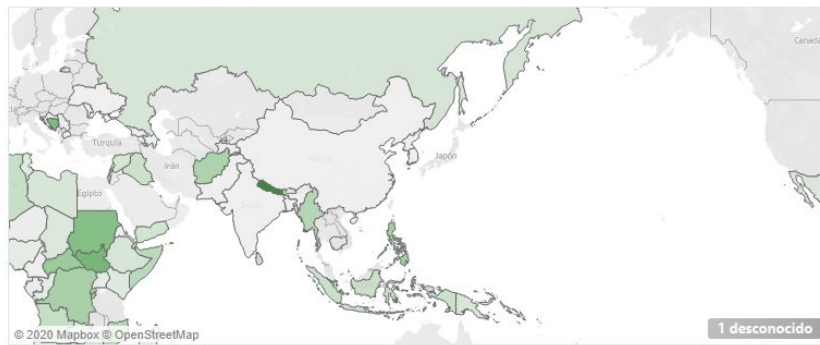 Canadá
Turquía
Irán
Japón
China
Egipto
India
© 2020 Mapbox © OpenStreetMap
1 desconocido